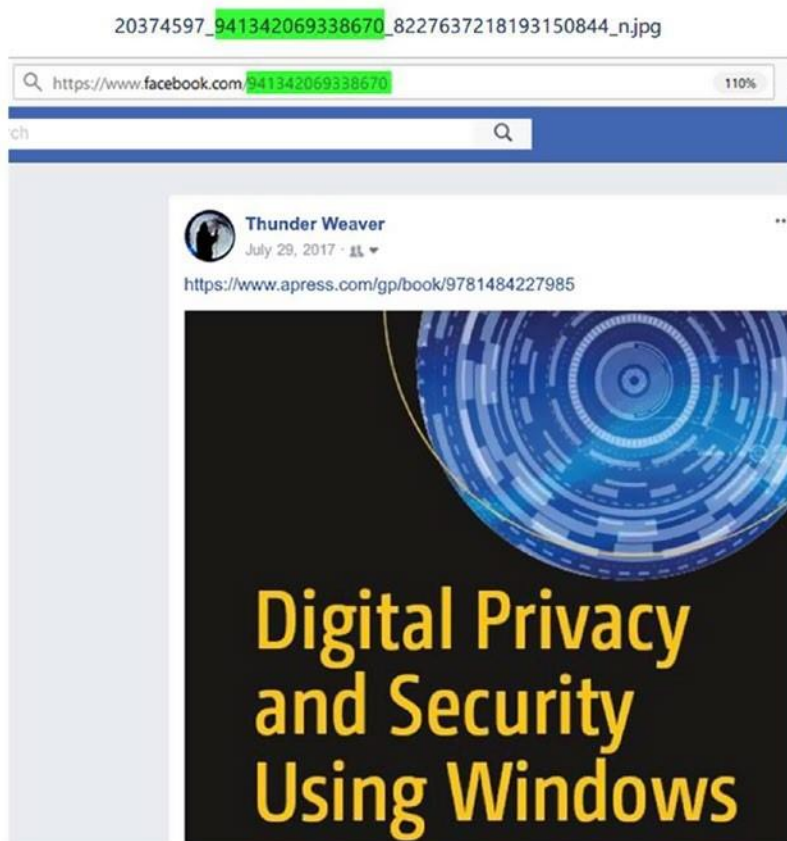 20374597_941342069338670_8227637218193150844_n.jpg
https://www.facebook.com/941342069338670
110%
ch
Thunder Weaver
July 29, 2017 ·
https://www.apress.com/gp/book/9781484227985
Digital Privacy
and Security
Using Windows